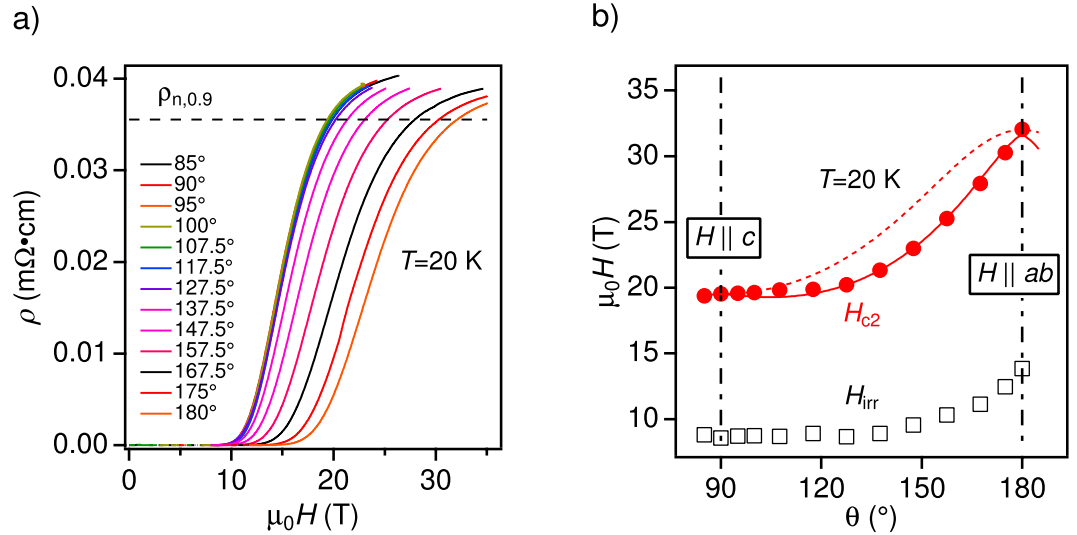 a)
0.04
0.03
0.02
0.01
0.00
ρ (mΩ•cm)
ρn,0.9
85°
90°
95°
100°
107.5°
117.5°
127.5°
137.5°
147.5°
157.5°
167.5°
175°
180°
T=20 K
0 10 20 30
μ0H (T)
b)
35
30
25
20
15
10
μ0H (T)
T=20 K
H || c
H || ab
Hc2
Hirr
90 120 150 180
θ (°)